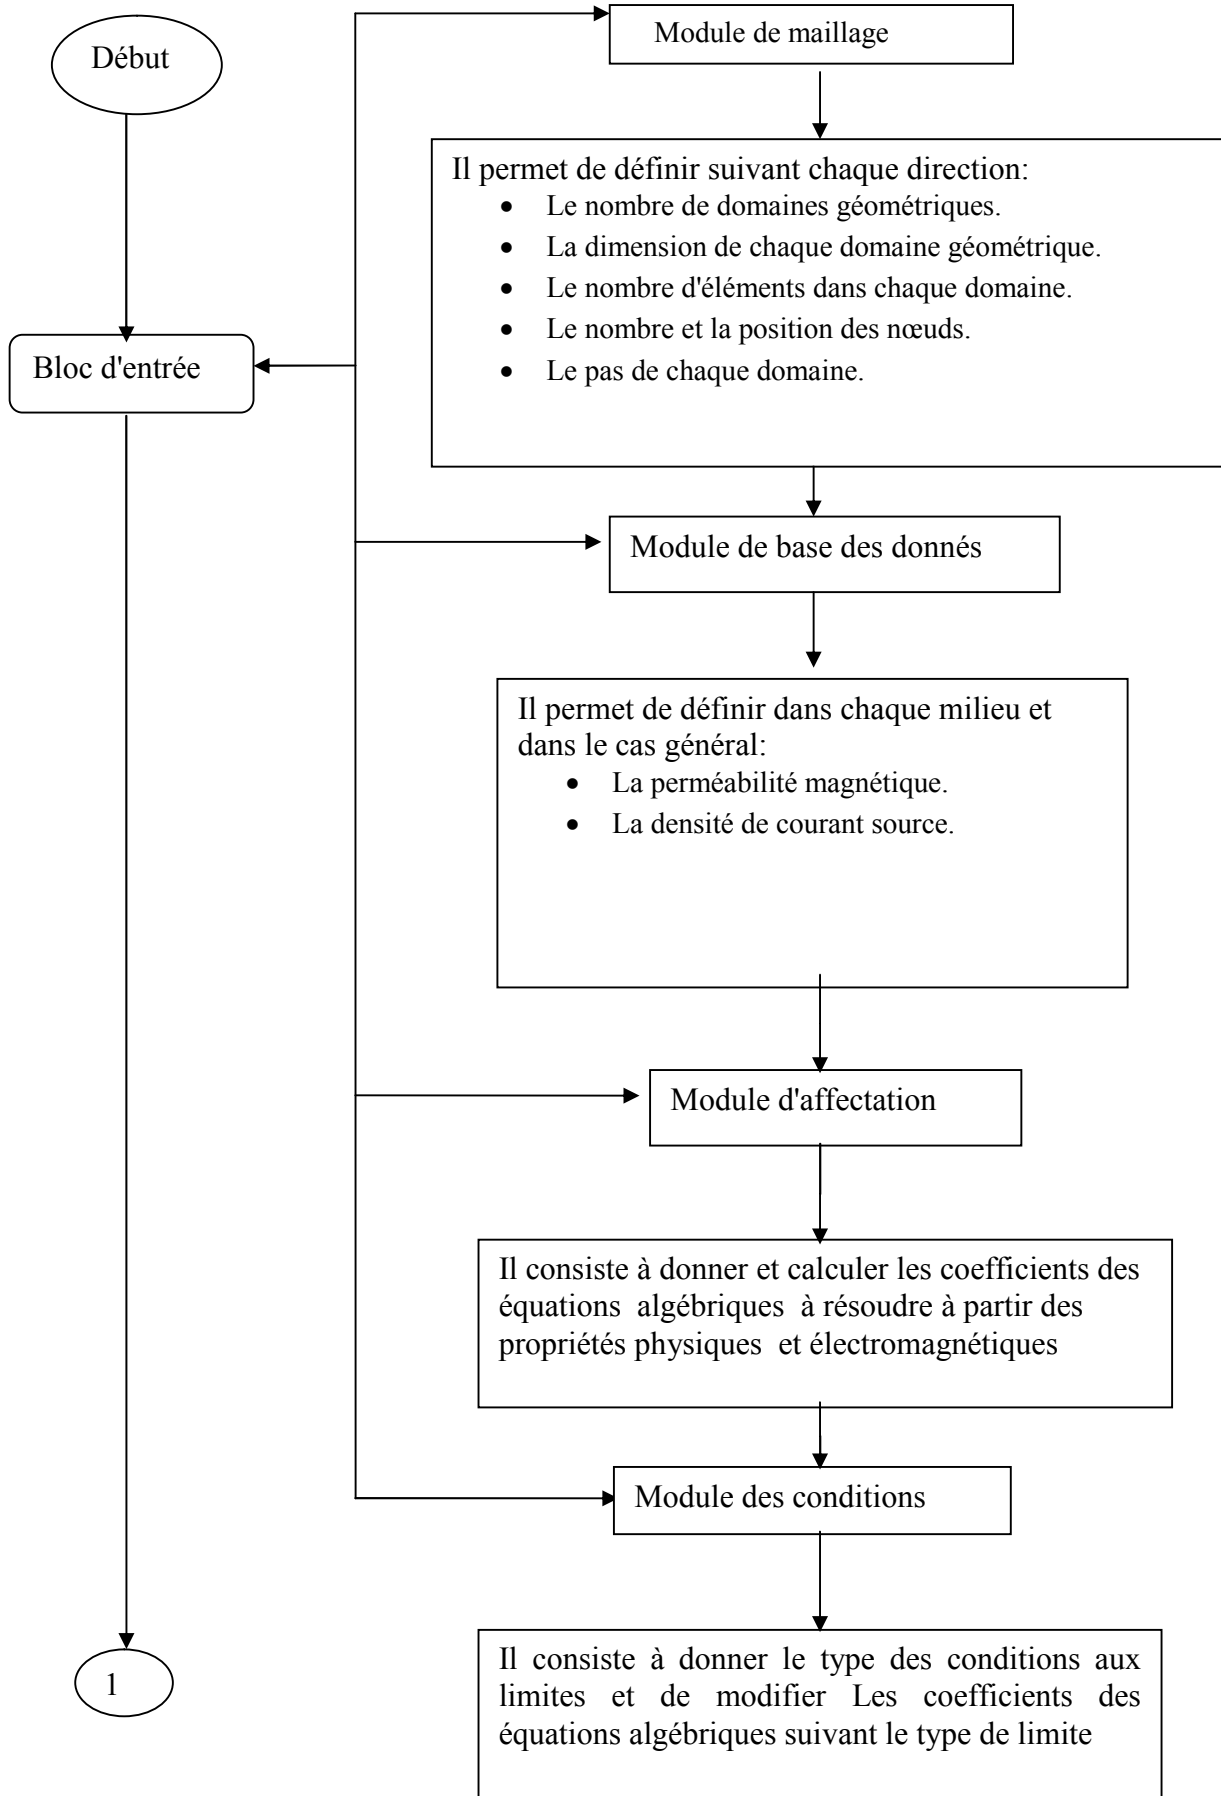 Début
Module de maillage
Il permet de définir suivant chaque direction:
• Le nombre de domaines géométriques.
• La dimension de chaque domaine géométrique.
• Le nombre d'éléments dans chaque domaine.
• Le nombre et la position des nœuds.
• Le pas de chaque domaine.
Bloc d'entrée
Module de base des donnés
Il permet de définir dans chaque milieu et
dans le cas général:
• La perméabilité magnétique.
• La densité de courant source.
Module d'affectation
Il consiste à donner et calculer les coefficients des
équations algébriques à résoudre à partir des
propriétés physiques et électromagnétiques
Module des conditions
Il consiste à donner le type des conditions aux
limites et de modifier Les coefficients des
équations algébriques suivant le type de limite
1